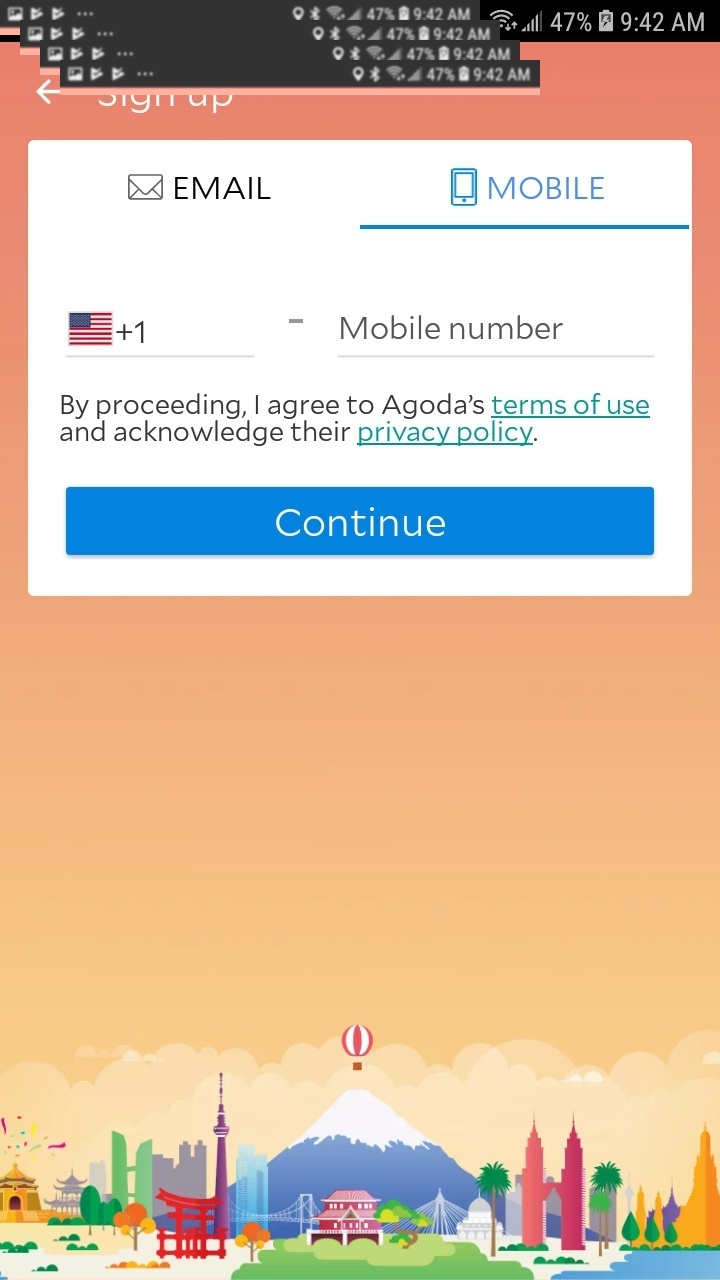 47% 9:42 AM
47% 9:42 AM
47% 9:42 AM
47% 9:42 AM
47% 9:42 AM
Sign up
EMAIL
MOBILE
+1 - Mobile number
By proceeding, I agree to Agoda's terms of use
and acknowledge their privacy policy.
Continue